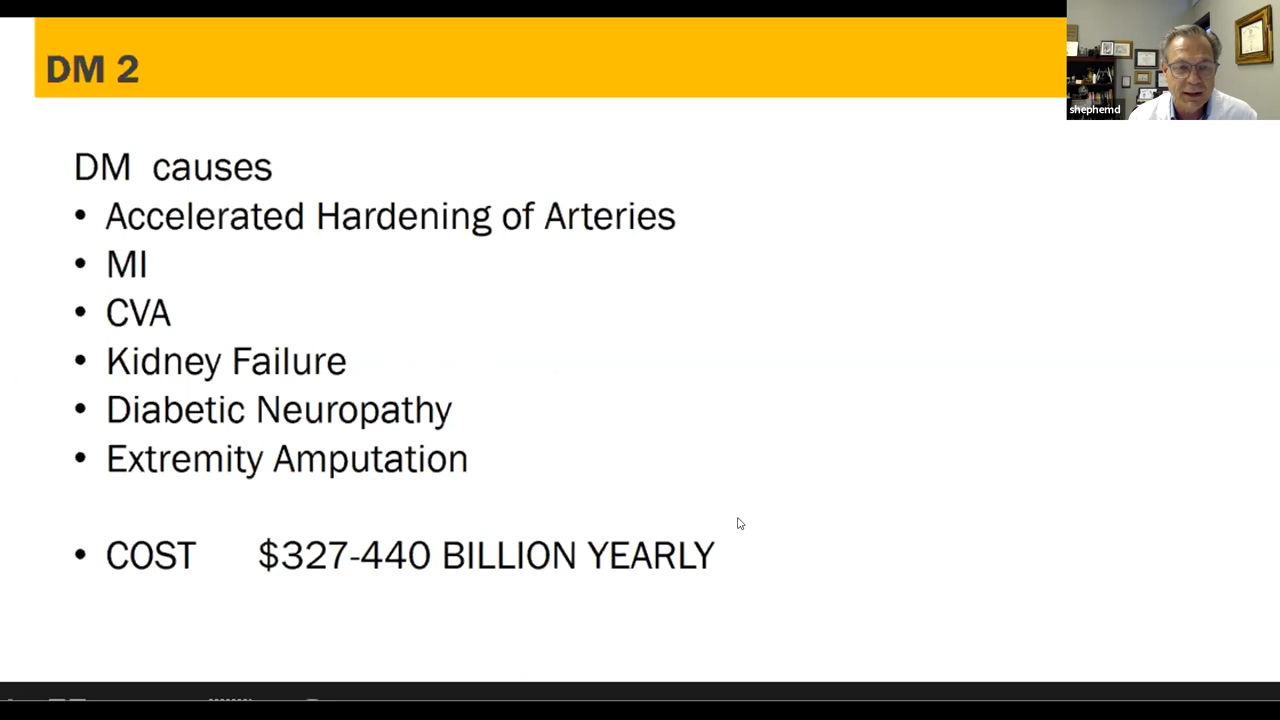 DM 2
shephemd
DM causes
• Accelerated Hardening of Arteries
• MI
• CVA
• Kidney Failure
• Diabetic Neuropathy
• Extremity Amputation
• COST $327-440 BILLION YEARLY